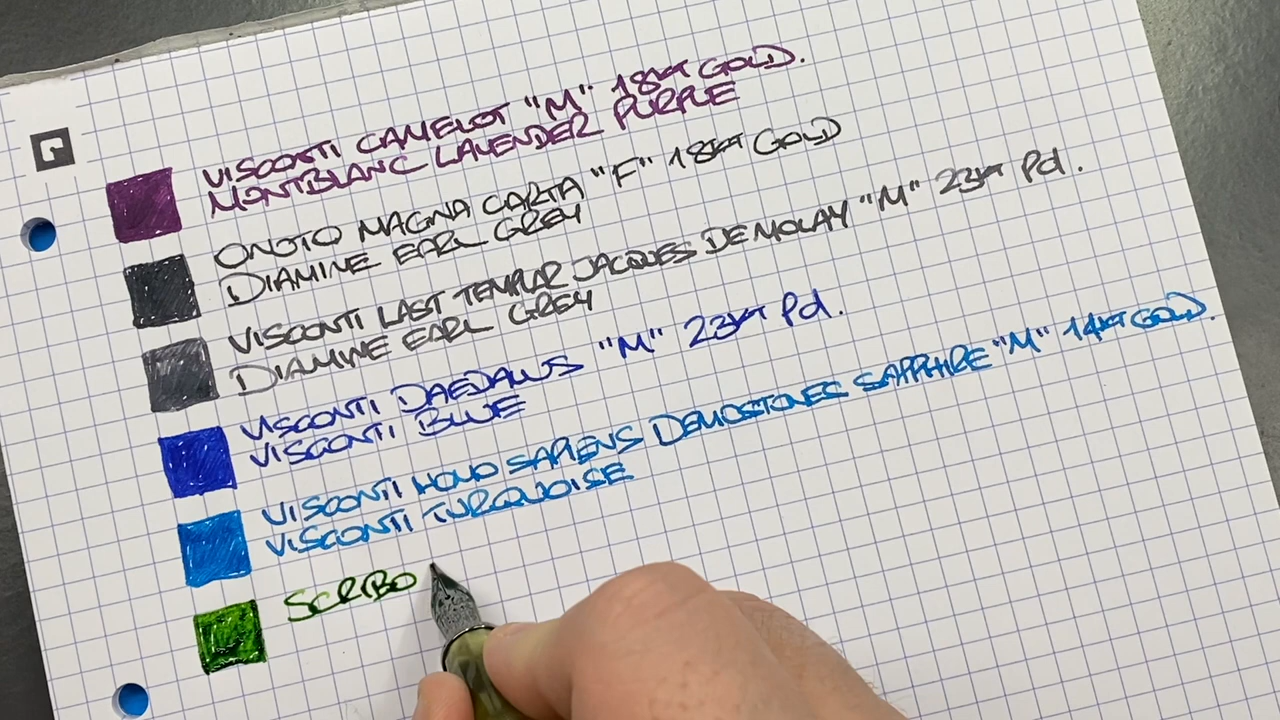 VISCONTI CAMELOT "M" 18KT GOLD.
MONTBLANC LAVENDER PURPLE
ONOTO MAGNA CARTA "F" 18KT GOLD
DIAMINE EARL GREY
VISCONTI LAST TEMPLAR JACQUES DEMOLAY "M" 23KT Pd.
DIAMINE EARL GREY
VISCONTI DAEDALUS "M" 23KT Pd.
VISCONTI BLUE
VISCONTI HOMO SAPIENS DEMOSTONES SAPPHIRE "M" 14KT GOLD.
VISCONTI TURQUOISE
SCRIBO